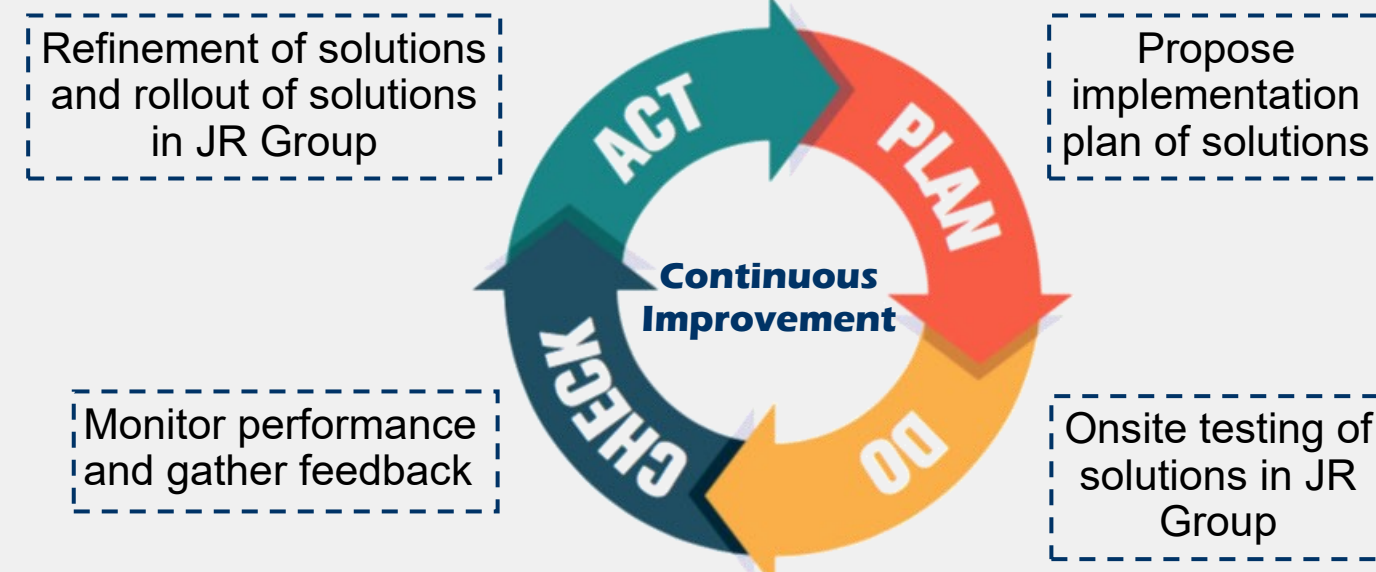 Refinement of solutions
and rollout of solutions
in JR Group
ACT
PLAN
Propose
implementation
plan of solutions
Continuous
Improvement
CHECK
DO
Monitor performance
and gather feedback
Onsite testing of
solutions in JR
Group